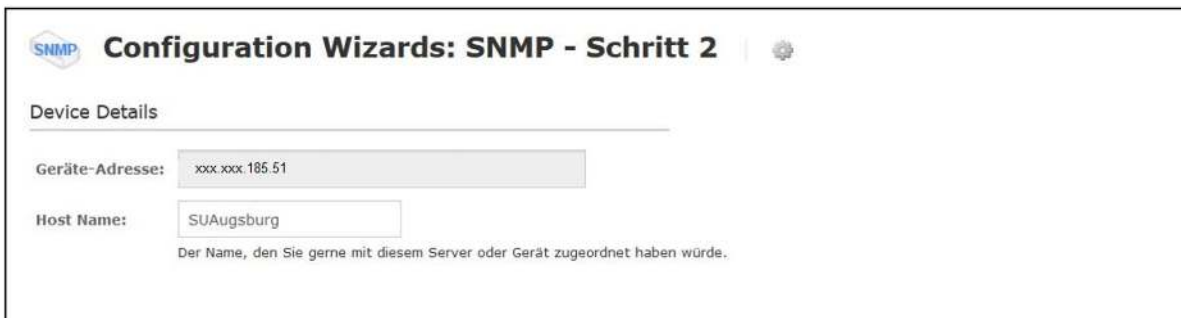 SNMP Configuration Wizards: SNMP - Schritt 2
Device Details
Geräte-Adresse: xxx.xxx.185.51
Host Name: SUAugsburg
Der Name, den Sie gerne mit diesem Server oder Gerät zugeordnet haben würde.